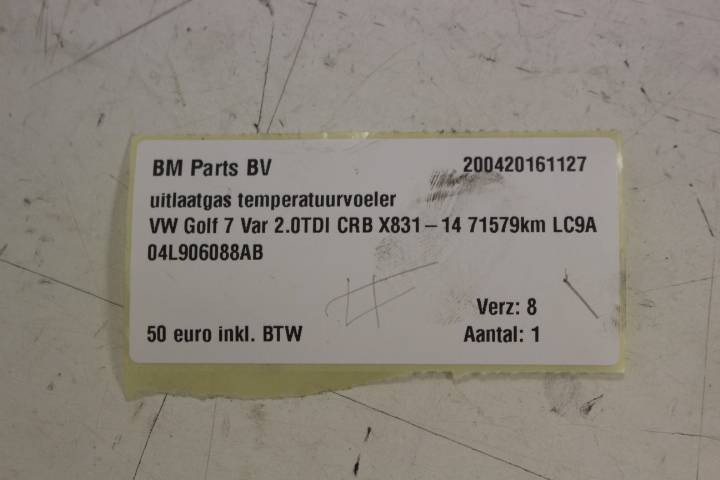 BM Parts BV 200420161127
uitlaatgas temperatuurvoeler
VW Golf 7 Var 2.0TDI CRB X831-14 71579km LC9A
04L906088AB
Verz: 8
50 euro inkl. BTW Aantal: 1